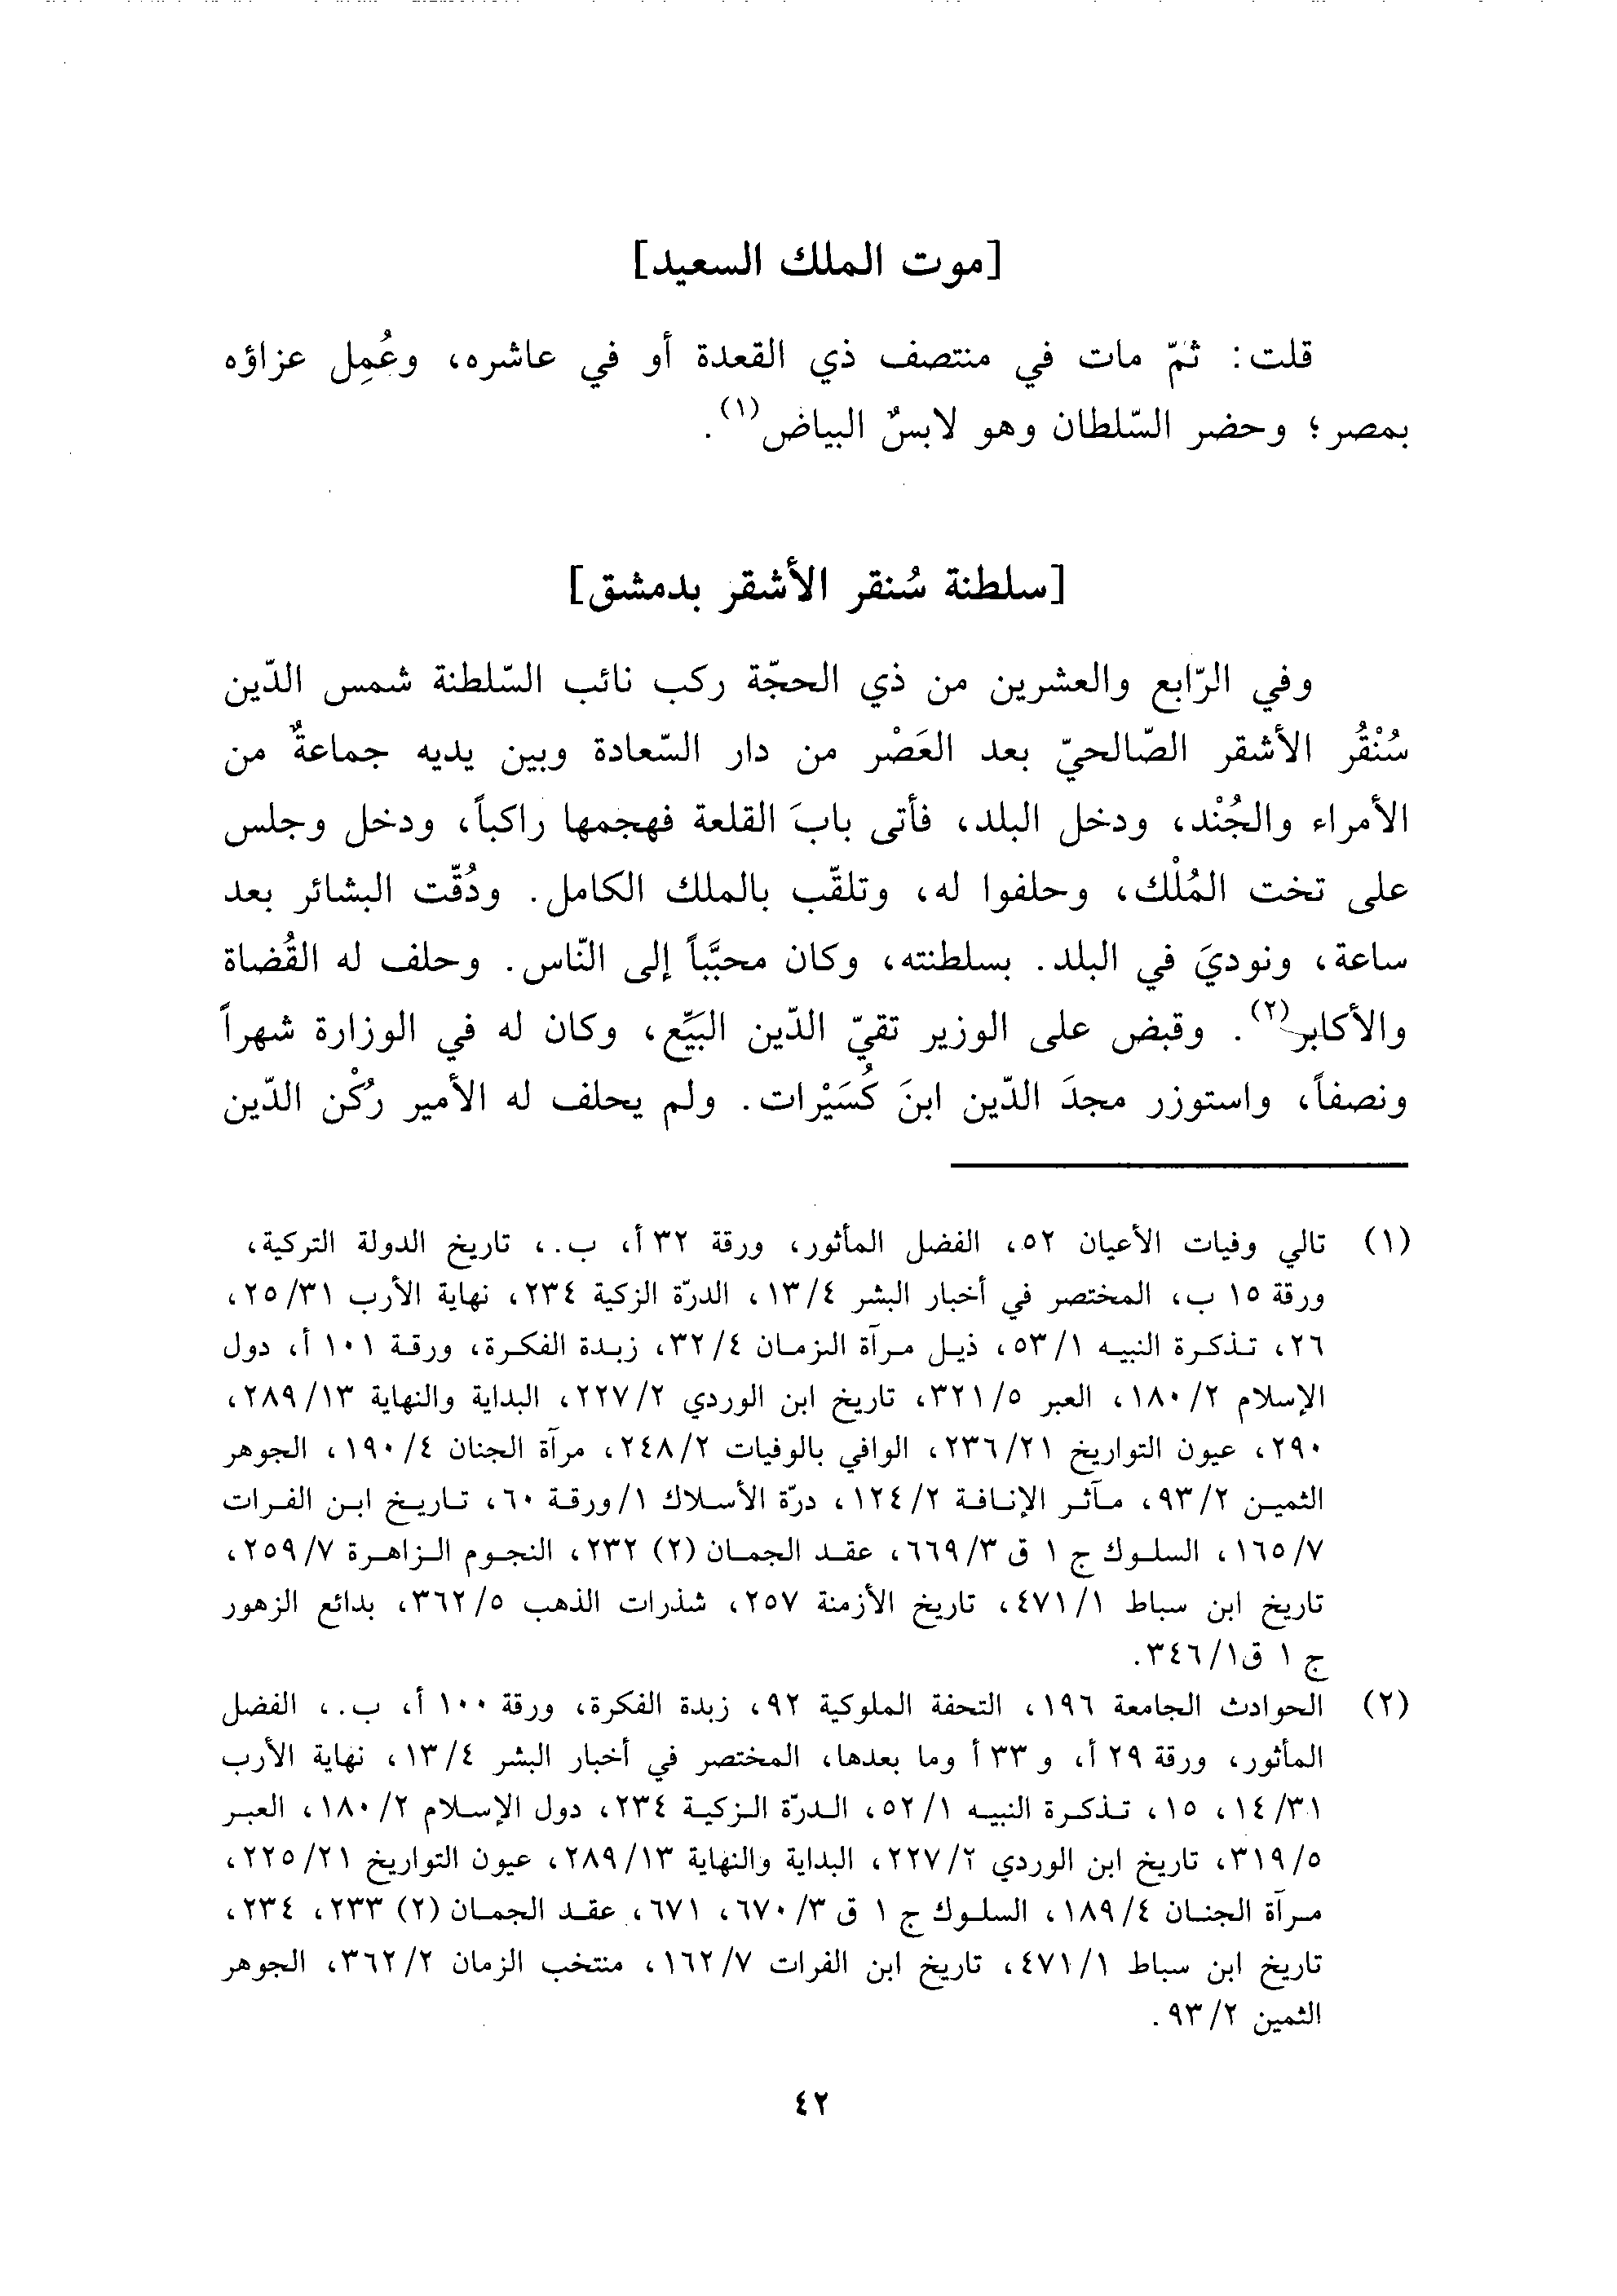 [موت الملك السعيد]
قلت: ثمّ مات في منتصف ذي القعدة أو في عاشره، وعُمِل عزاؤه
بمصر؛ وحضر السّلطان وهو لابسٌ البياض(١).
[سلطنة سُنقر الأشقر بدمشق]
وفي الرّابع والعشرين من ذي الحجّة ركب نائب السّلطنة شمس الدّين
سُنْقُر الأشقر الصّالحيّ بعد العَصْر من دار السّعادة وبين يديه جماعةٌ من
الأمراء والجُنْد، ودخل البلد، فأتى بابَ القلعة فهجمها راكباً، ودخل وجلس
على تخت المُلْك، وحلفوا له، وتلقّب بالملك الكامل. ودُقّت البشائر بعد
ساعة، ونوديَ في البلد. بسلطنته، وكان محبَّباً إلى النّاس. وحلف له القُضاة
والأكابر(٢). وقبض على الوزير تقيّ الدّين البَيِّع، وكان له في الوزارة شهراً
ونصفاً، واستوزر مجدَ الدّين ابنَ كُسَيْرات. ولم يحلف له الأمير رُكْن الدّين
(١) تالي وفيات الأعيان ٥٢، الفضل المأثور، ورقة ٣٢ أ، ب.، تاريخ الدولة التركية،
ورقة ١٥ ب، المختصر في أخبار البشر ١٣/٤، الدرّة الزكية ٢٣٤، نهاية الأرب ٢٥/٣١،
٢٦، تذكرة النبيه ٥٣/١، ذيل مرآة الزمان ٣٢/٤، زبدة الفكرة، ورقة ١٠١ أ، دول
الإسلام ١٨٠/٢، العبر ٣٢١/٥، تاريخ ابن الوردي ٢٢٧/٢، البداية والنهاية ٢٨٩/١٣،
٢٩٠، عيون التواريخ ٢٣٦/٢١، الوافي بالوفيات ٢٤٨/٢، مرآة الجنان ١٩٠/٤، الجوهر
الثمين ٩٣/٢، مآثر الإنافة ١٢٤/٢، درّة الأسلاك ١/ورقة ٦٠، تاريخ ابن الفرات
١٦٥/٧، السلوك ج ١ ق ٦٦٩/٣، عقد الجمان (٢) ٢٣٢، النجوم الزاهرة ٢٥٩/٧،
تاريخ ابن سباط ٤٧١/١، تاريخ الأزمنة ٢٥٧، شذرات الذهب ٣٦٢/٥، بدائع الزهور
ج ١ ق٣٤٦/١.
(٢) الحوادث الجامعة ١٩٦، التحفة الملوكية ٩٢، زبدة الفكرة، ورقة ١٠٠ أ، ب.، الفضل
المأثور، ورقة ٢٩ أ، و ٣٣ أ وما بعدها، المختصر في أخبار البشر ١٣/٤، نهاية الأرب
١٤/٣١، ١٥، تذكرة النبيه ٥٢/١، الدرّة الزكية ٢٣٤، دول الإسلام ١٨٠/٢، العبر
٣١٩/٥، تاريخ ابن الوردي ٢٢٧/٢، البداية والنهاية ٢٨٩/١٣، عيون التواريخ ٢٢٥/٢١،
مرآة الجنان ١٨٩/٤، السلوك ج ١ ق ٦٧٠/٣، ٦٧١، عقد الجمان (٢) ٢٣٣، ٢٣٤،
تاريخ ابن سباط ٤٧١/١، تاريخ ابن الفرات ١٦٢/٧، منتخب الزمان ٣٦٢/٢، الجوهر
الثمين ٩٣/٢.
٤٢